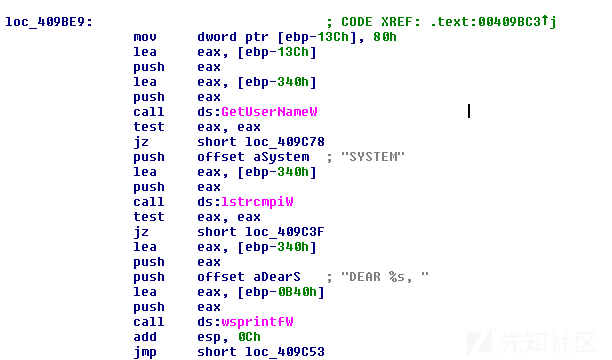 loc_409BE9: ; CODE XREF: .text:00409BC3↑j
mov dword ptr [ebp-13Ch], 80h
lea eax, [ebp-13Ch]
push eax
lea eax, [ebp-340h]
push eax
call ds:GetUserNameW
test eax, eax
jz short loc_409C78
push offset aSystem ; "SYSTEM"
lea eax, [ebp-340h]
push eax
call ds:lstrcmpiW
test eax, eax
jz short loc_409C3F
lea eax, [ebp-340h]
push eax
push offset aDearS ; "DEAR %s, "
lea eax, [ebp-0B40h]
push eax
call ds:wsprintfW
add esp, 0Ch
jmp short loc_409C53
先知社区